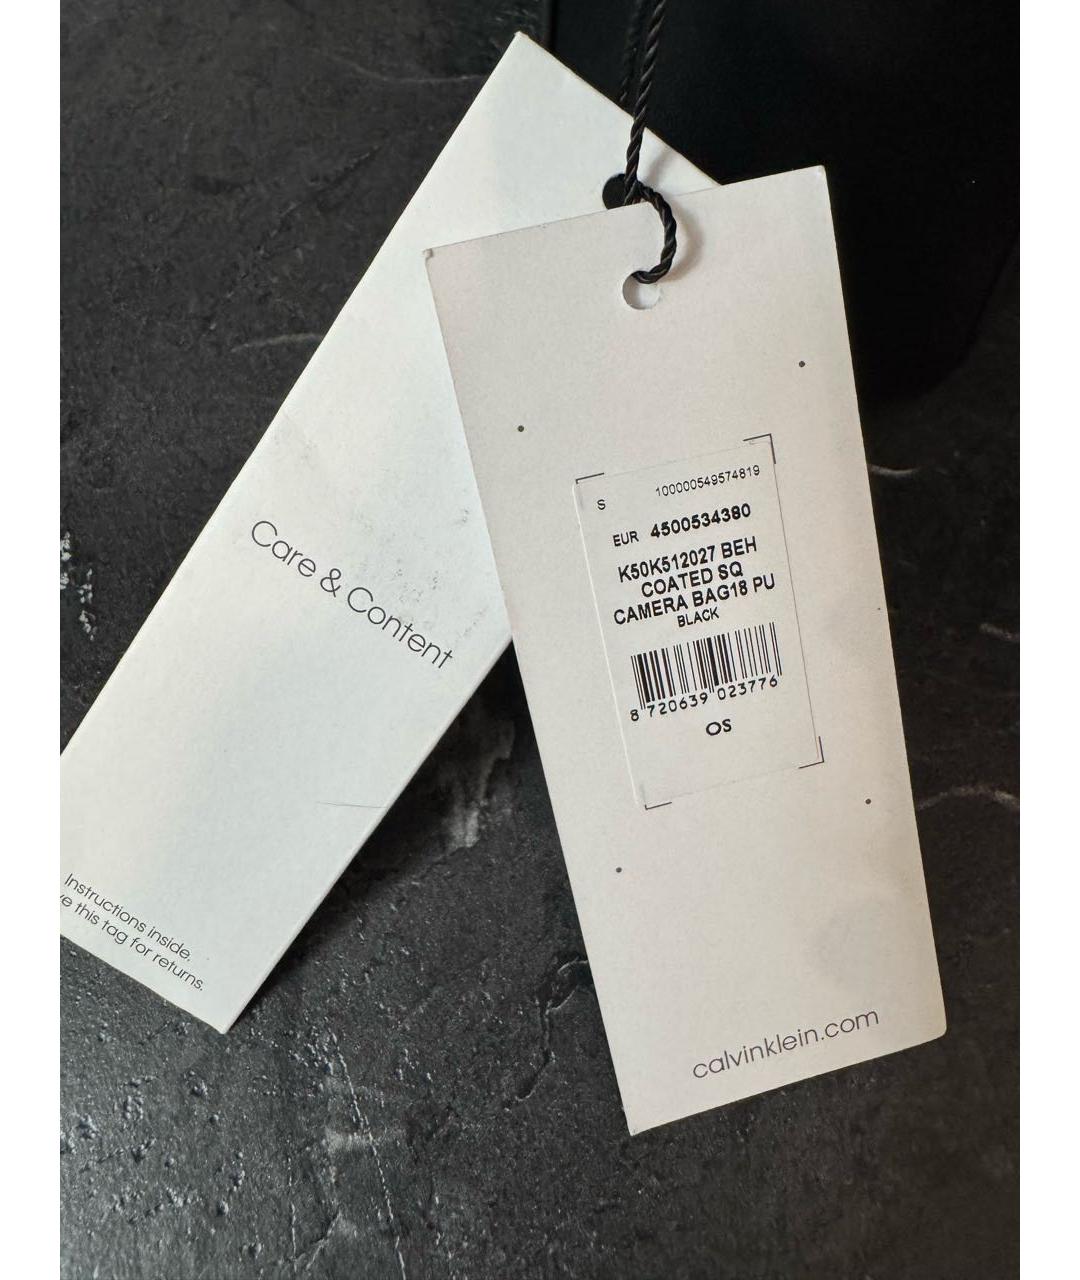 Care & Content
Instructions inside.
this tag for returns.
S 100000549574819
EUR 4500534380
K50K512027 BEH
COATED SQ
CAMERA BAG18 PU
BLACK
8 720639 023776
OS
calvinklein.com